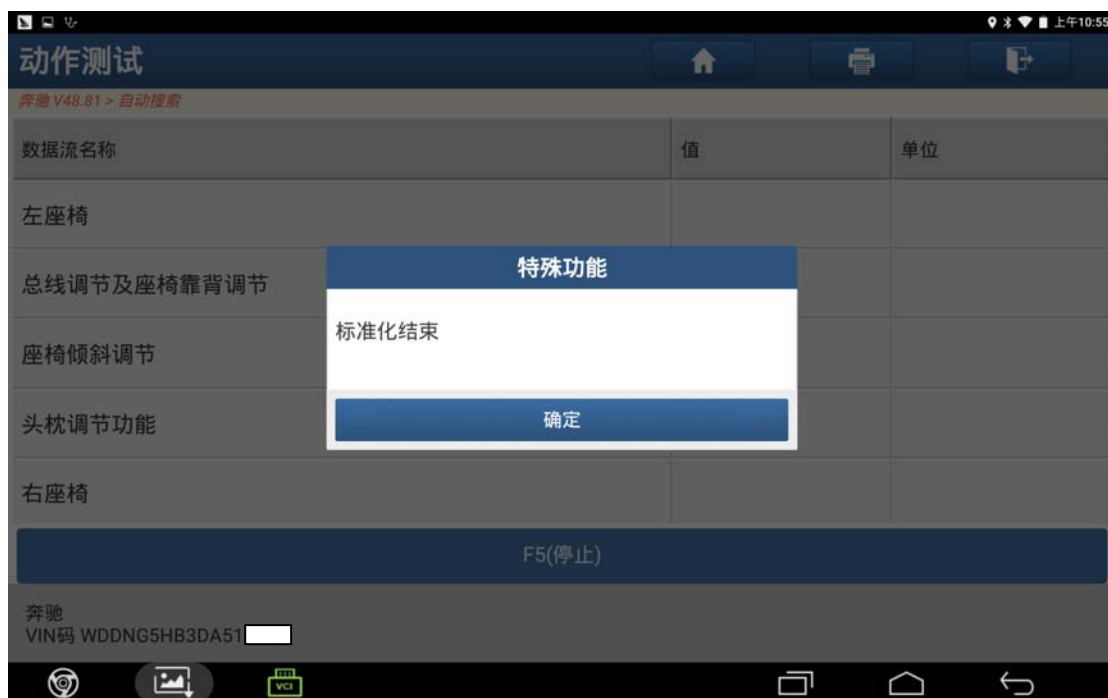 上午10:55
动作测试
奔驰 V48.81 > 自动搜索
数据流名称 值 单位
左座椅
总线调节及座椅靠背调节
座椅倾斜调节
头枕调节功能
右座椅
特殊功能
标准化结束
确定
F5(停止)
奔驰
VIN码 WDDNG5HB3DA51
VCI